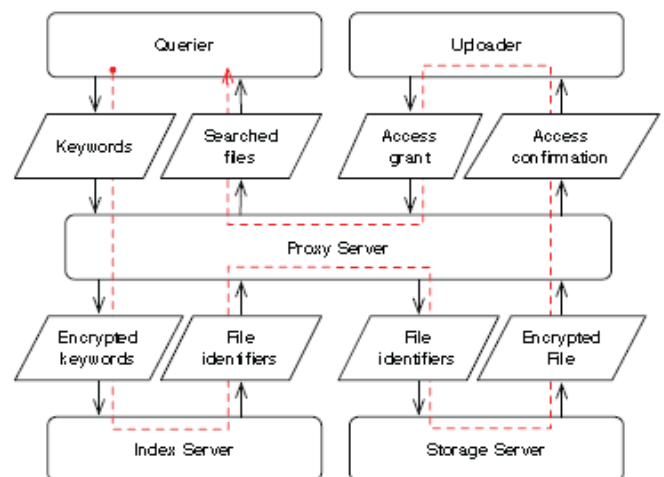 Querier
Uploader
Keywords
Searched
files
Access
grant
Access
confirmation
Proxy Server
Encrypted
keywords
File
identifiers
File
identifiers
Encrypted
File
Index Server
Storage Server